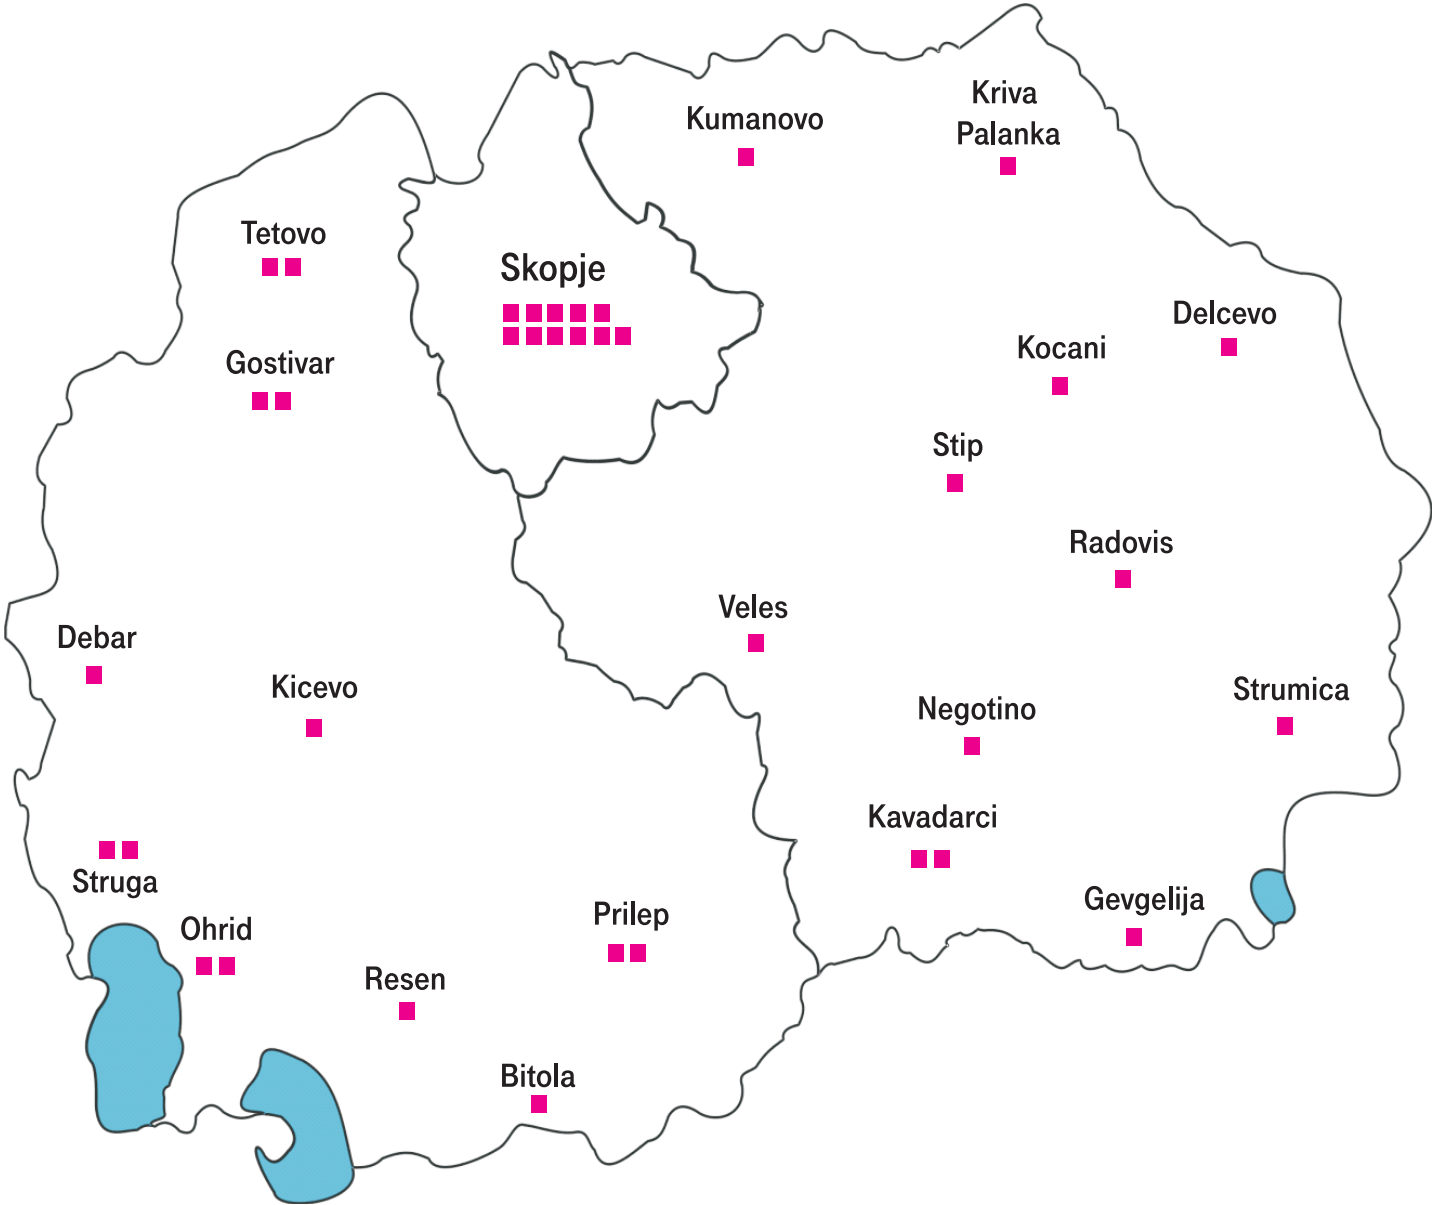 Kriva
Palanka
Kumanovo
Tetovo
Skopje
Delcevo
Kocani
Gostivar
Stip
Radovis
Veles
Debar
Kicevo
Strumica
Negotino
Kavadarci
Struga
Gevgelija
Prilep
Ohrid
Resen
Bitola